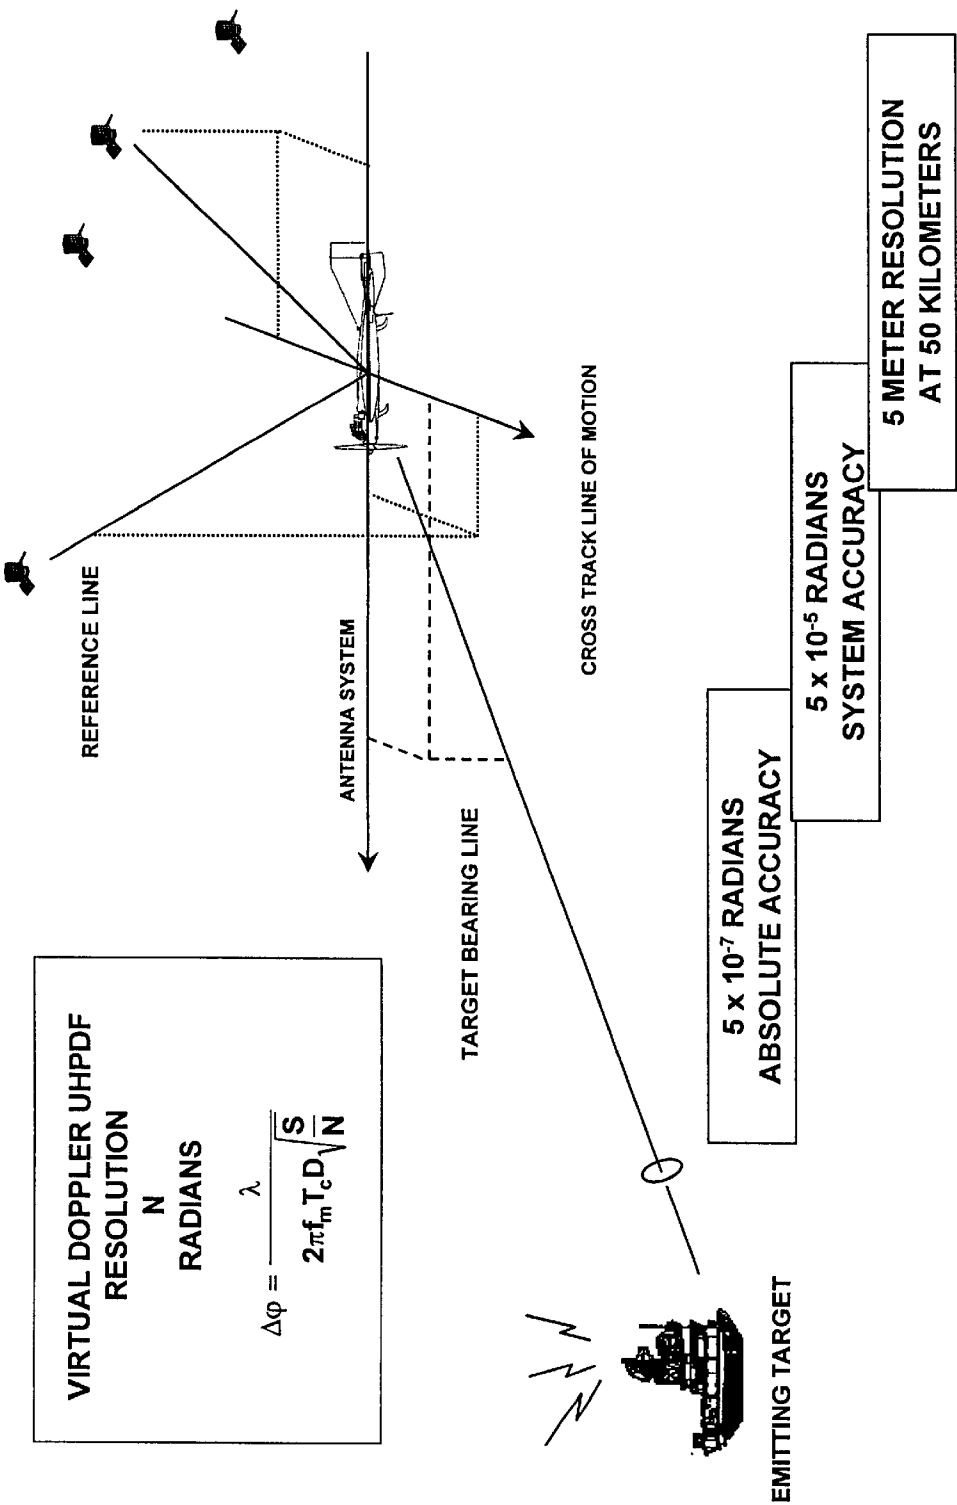 VIRTUAL DOPPLER UHPDF
RESOLUTION
N
RADIANS
Δφ = λ / 2πf_m T_c D√(S/N)
REFERENCE LINE
ANTENNA SYSTEM
TARGET BEARING LINE
CROSS TRACK LINE OF MOTION
EMITTING TARGET
5 x 10⁻⁷ RADIANS
ABSOLUTE ACCURACY
5 x 10⁻⁵ RADIANS
SYSTEM ACCURACY
5 METER RESOLUTION
AT 50 KILOMETERS